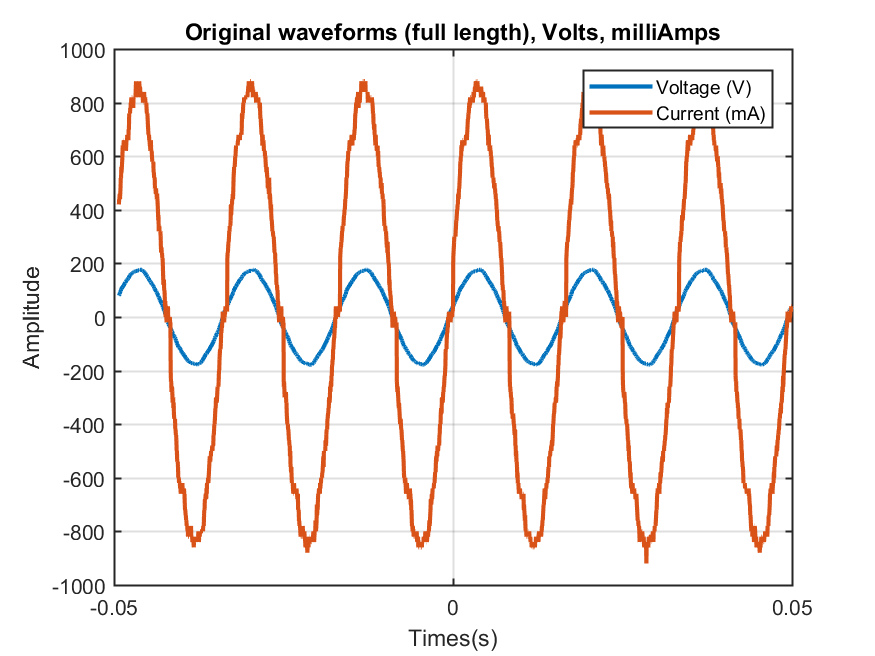 Original waveforms (full length), Volts, milliAmps
1000
800
600
400
200
0
-200
-400
-600
-800
-1000
Amplitude
Voltage (V)
Current (mA)
-0.05 0 0.05
Times(s)